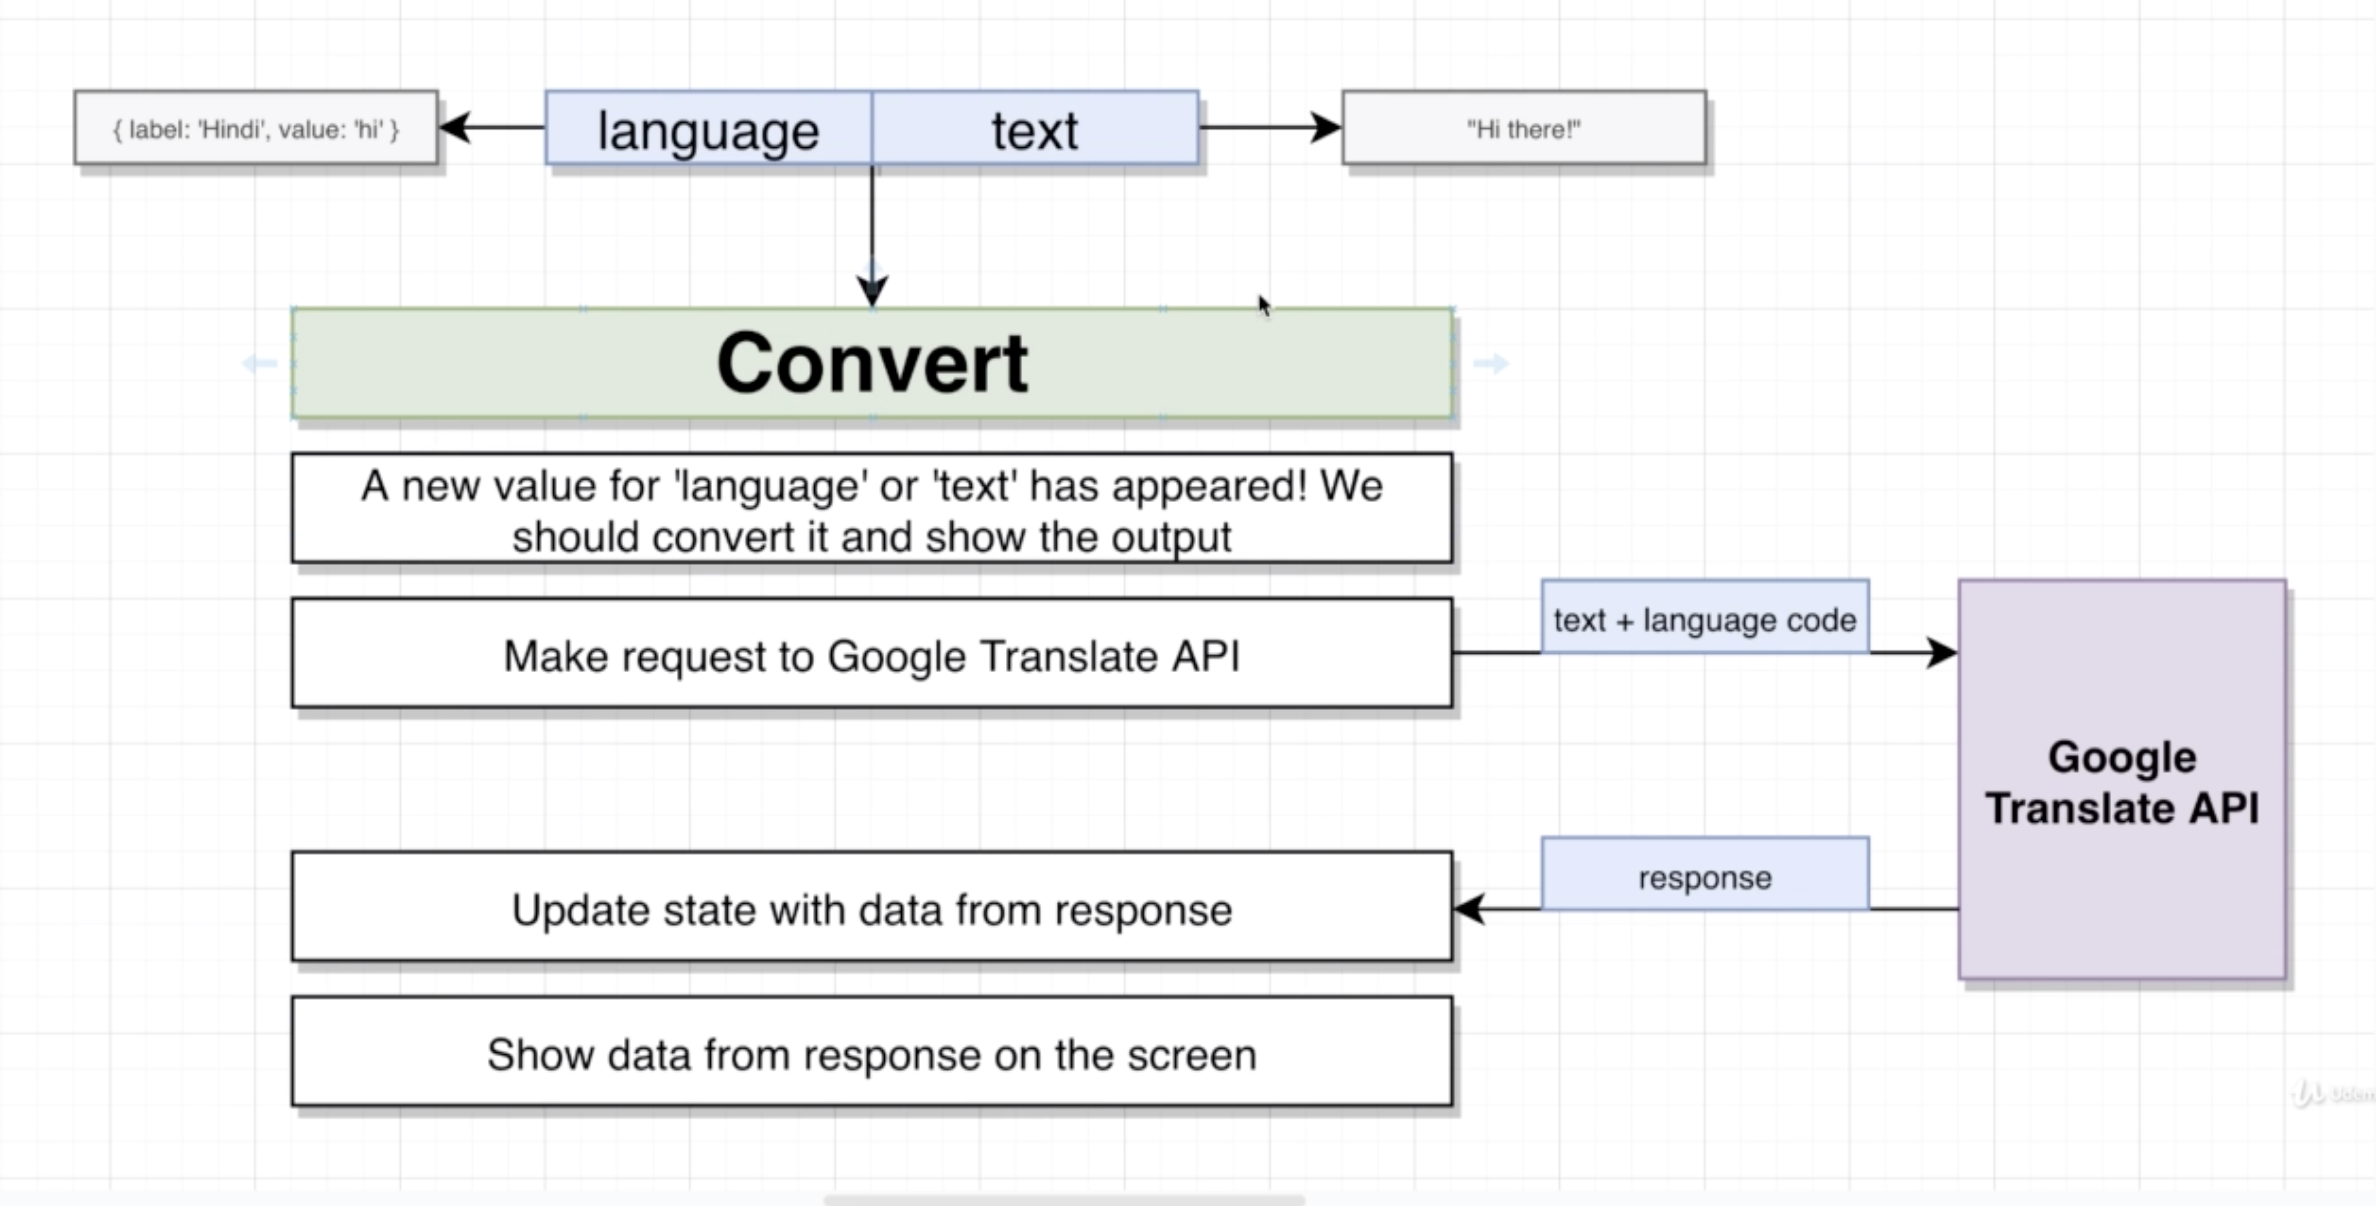 { label: 'Hindi', value: 'hi' }
language
text
"Hi there!"
Convert
A new value for 'language' or 'text' has appeared! We
should convert it and show the output
Make request to Google Translate API
text + language code
Google
Translate API
Update state with data from response
response
Show data from response on the screen